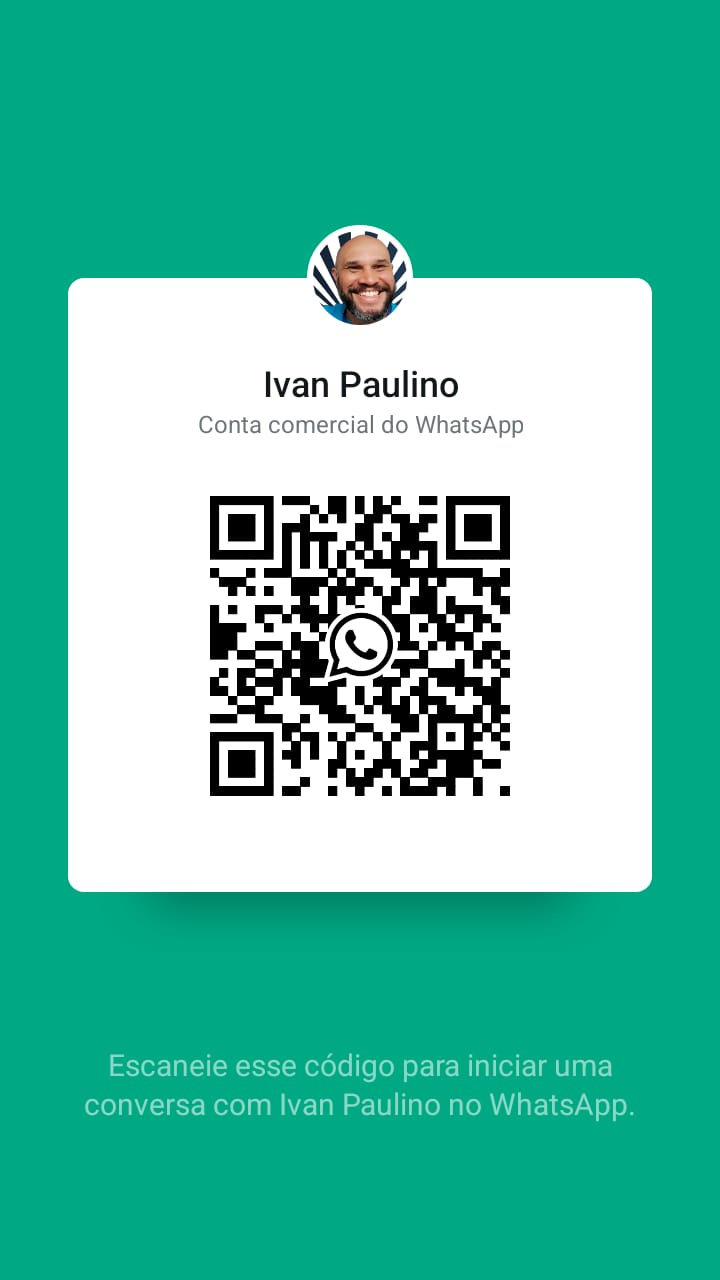 Ivan Paulino
Conta comercial do WhatsApp
Escaneie esse código para iniciar uma
conversa com Ivan Paulino no WhatsApp.